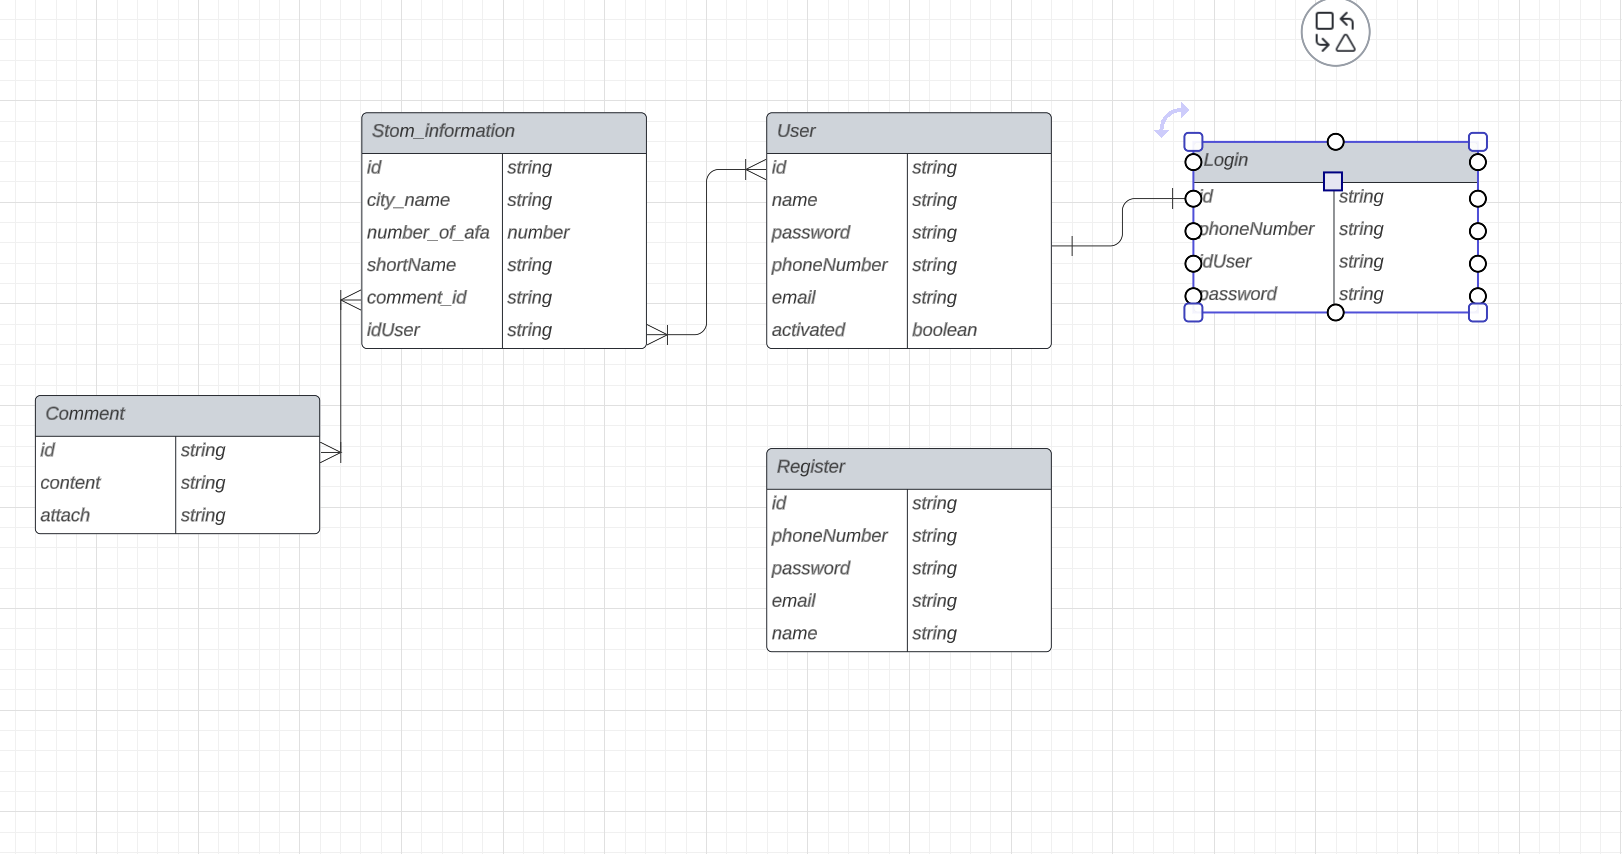 Stom_information
id string
city_name string
number_of_afa number
shortName string
comment_id string
idUser string
User
id string
name string
password string
phoneNumber string
email string
activated boolean
Login
id string
phoneNumber string
idUser string
password string
Comment
id string
content string
attach string
Register
id string
phoneNumber string
password string
email string
name string